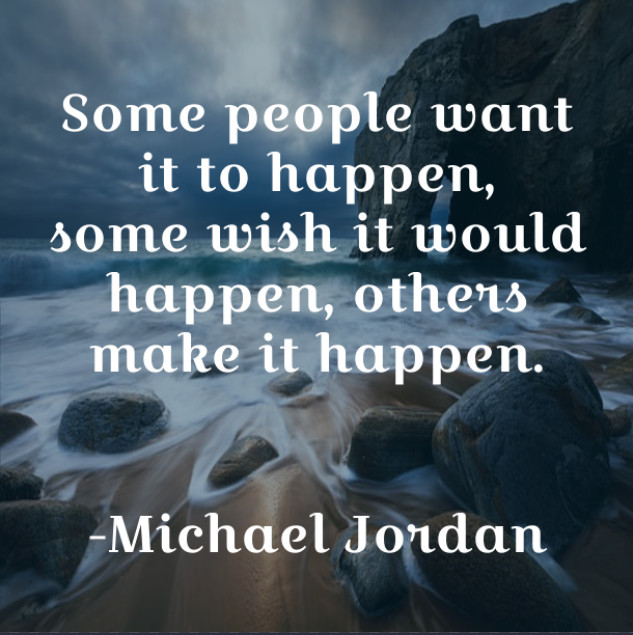 Some people want
it to happen,
some wish it would
happen, others
make it happen.
-Michael Jordan